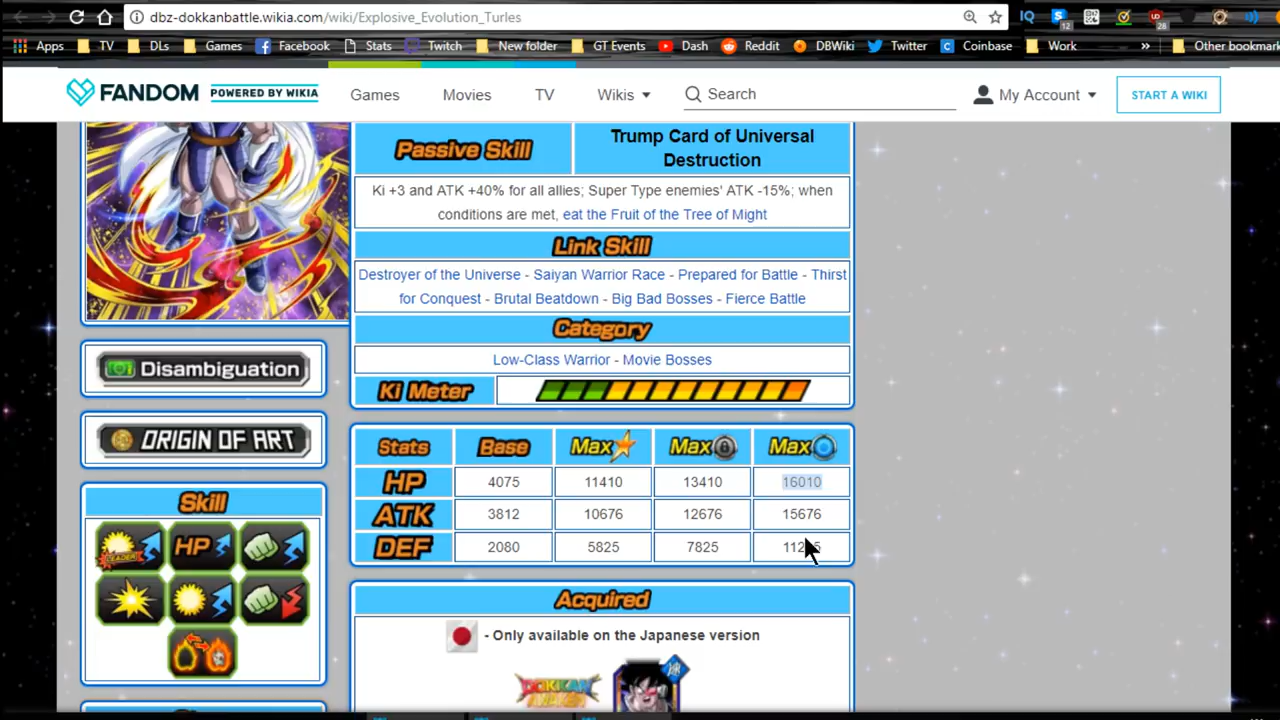 dbz-dokkanbattle.wikia.com/wiki/Explosive_Evolution_Turles
Apps TV DLs Games Facebook Stats Twitch New folder GT Events Dash Reddit DBWiki Twitter Coinbase Work » Other bookmar
FANDOM POWERED BY WIKIA Games Movies TV Wikis Search My Account START A WIKI
Passive Skill
Trump Card of Universal
Destruction
Ki +3 and ATK +40% for all allies; Super Type enemies' ATK -15%; when
conditions are met, eat the Fruit of the Tree of Might
Link Skill
Destroyer of the Universe - Saiyan Warrior Race - Prepared for Battle - Thirst
for Conquest - Brutal Beatdown - Big Bad Bosses - Fierce Battle
Category
Low-Class Warrior - Movie Bosses
Ki Meter
Disambiguation
ORIGIN OF ART
Skill
LEADER HP
Stats Base Max Max Max
HP 4075 11410 13410 16010
ATK 3812 10676 12676 15676
DEF 2080 5825 7825
Acquired
- Only available on the Japanese version
DOKKAN